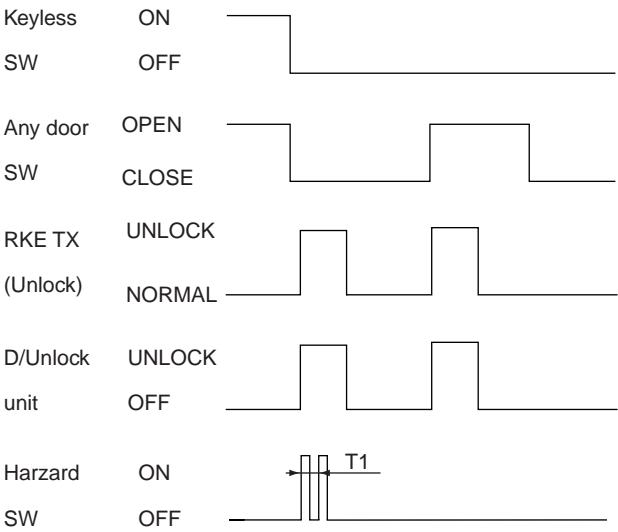 Keyless ON
SW OFF
Any door OPEN
SW CLOSE
RKE TX UNLOCK
(Unlock) NORMAL
D/Unlock UNLOCK
unit OFF
Harzard ON T1
SW OFF